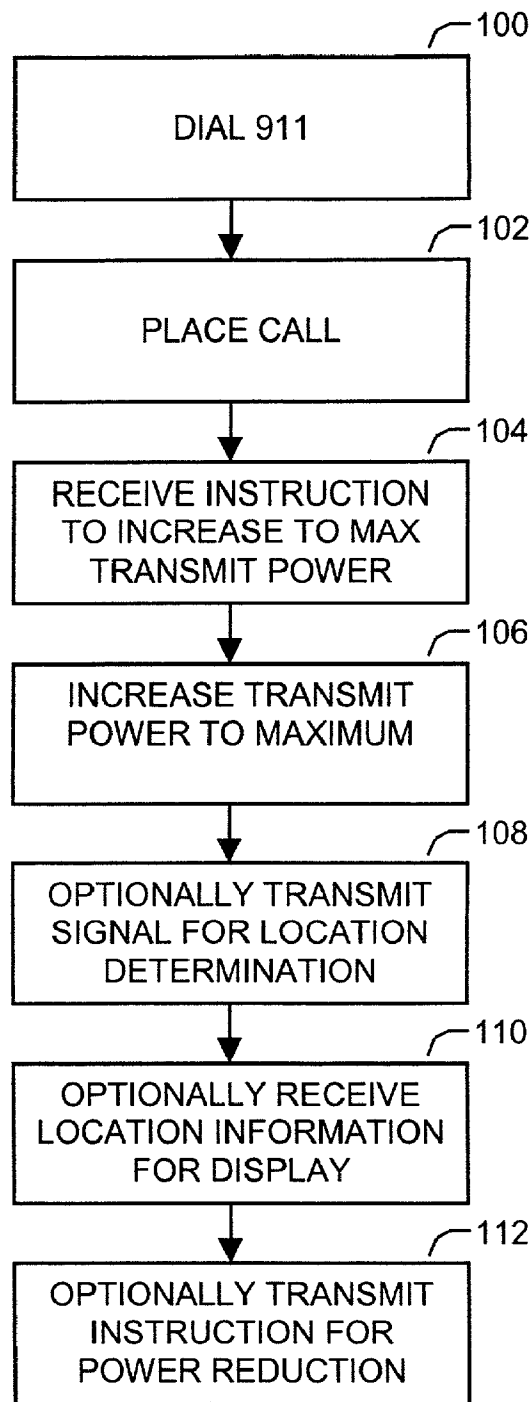 100
DIAL 911
102
PLACE CALL
104
RECEIVE INSTRUCTION
TO INCREASE TO MAX
TRANSMIT POWER
106
INCREASE TRANSMIT
POWER TO MAXIMUM
108
OPTIONALLY TRANSMIT
SIGNAL FOR LOCATION
DETERMINATION
110
OPTIONALLY RECEIVE
LOCATION INFORMATION
FOR DISPLAY
112
OPTIONALLY TRANSMIT
INSTRUCTION FOR
POWER REDUCTION